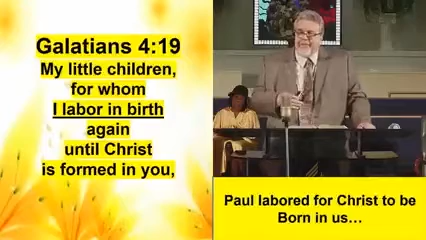 Galatians 4:19
My little children,
for whom
I labor in birth
again
until Christ
is formed in you,
Paul labored for Christ to be
Born in us…